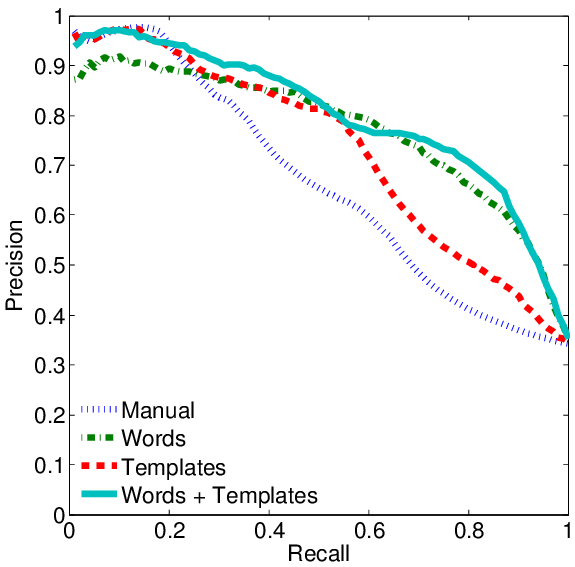 1
0.9
0.8
0.7
0.6
0.5
0.4
0.3
0.2
0.1
0
Precision
Manual
Words
Templates
Words + Templates
0 0.2 0.4 0.6 0.8 1
Recall